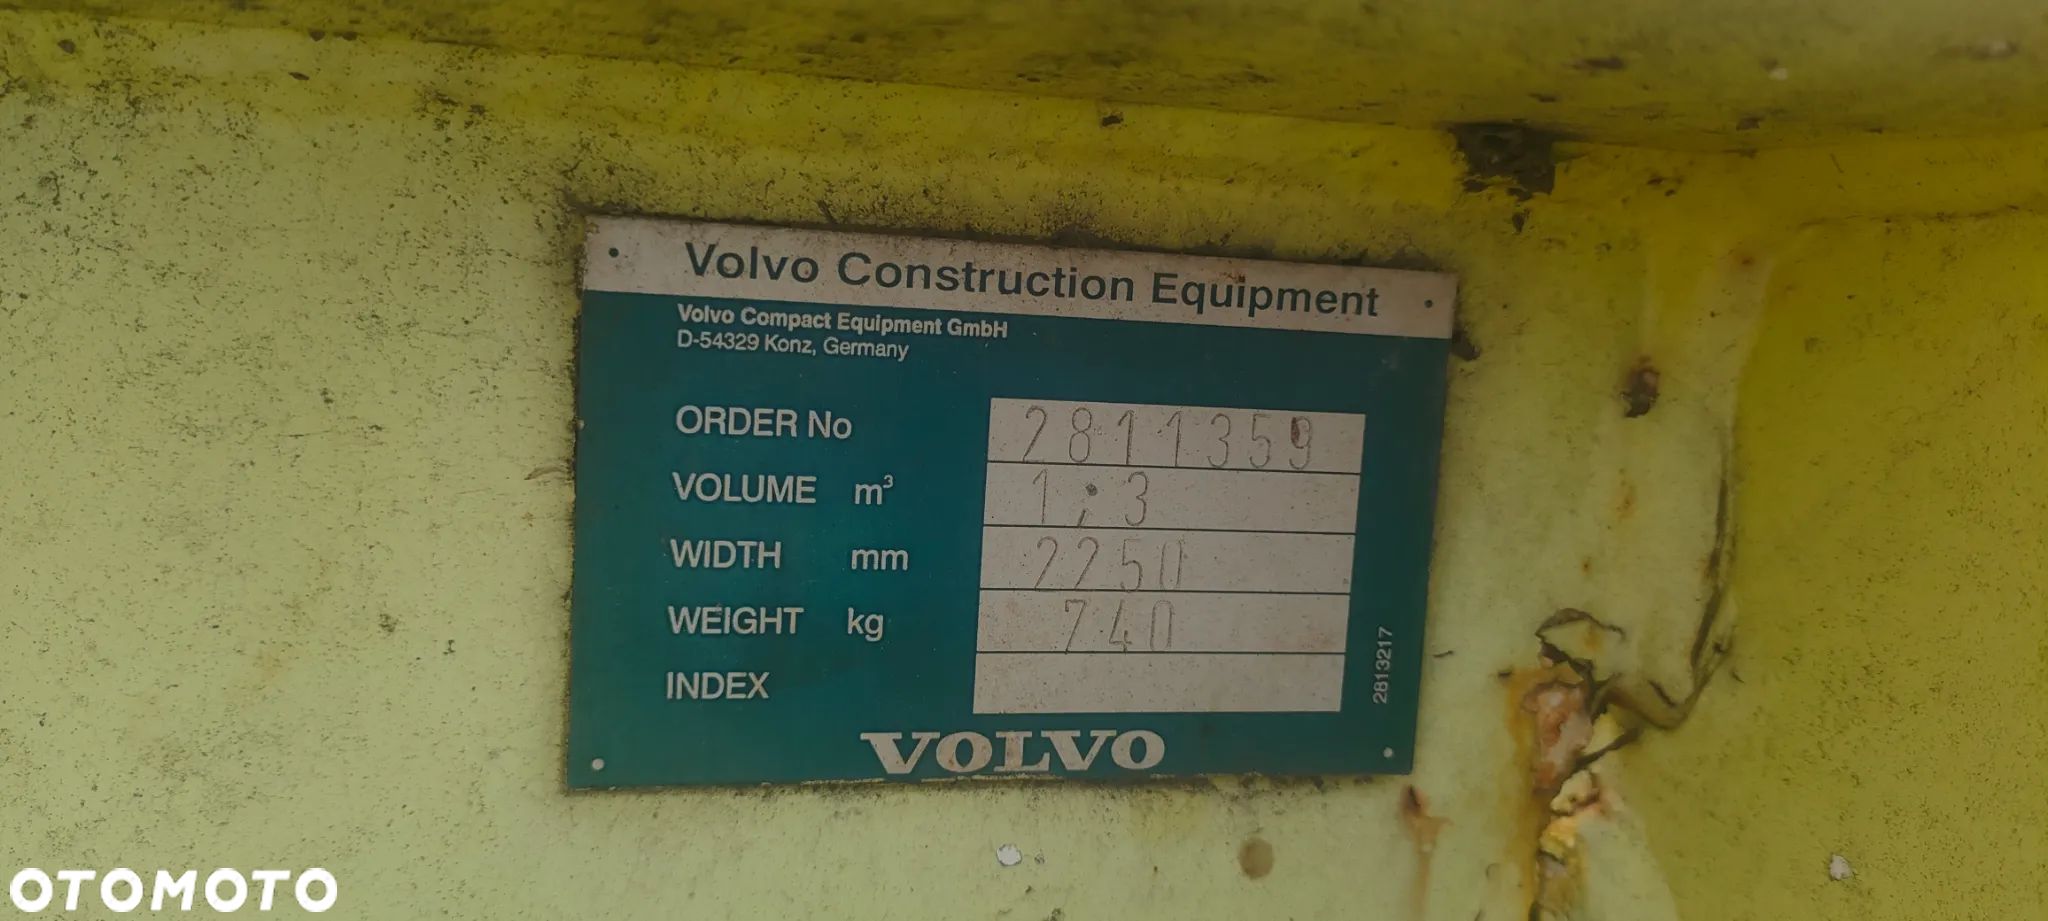 Volvo Construction Equipment
Volvo Compact Equipment GmbH
D-54329 Konz, Germany
ORDER No 2811359
VOLUME m³ 1,3
WIDTH mm 2250
WEIGHT kg 740
INDEX
2813217
VOLVO
OTOMOTO